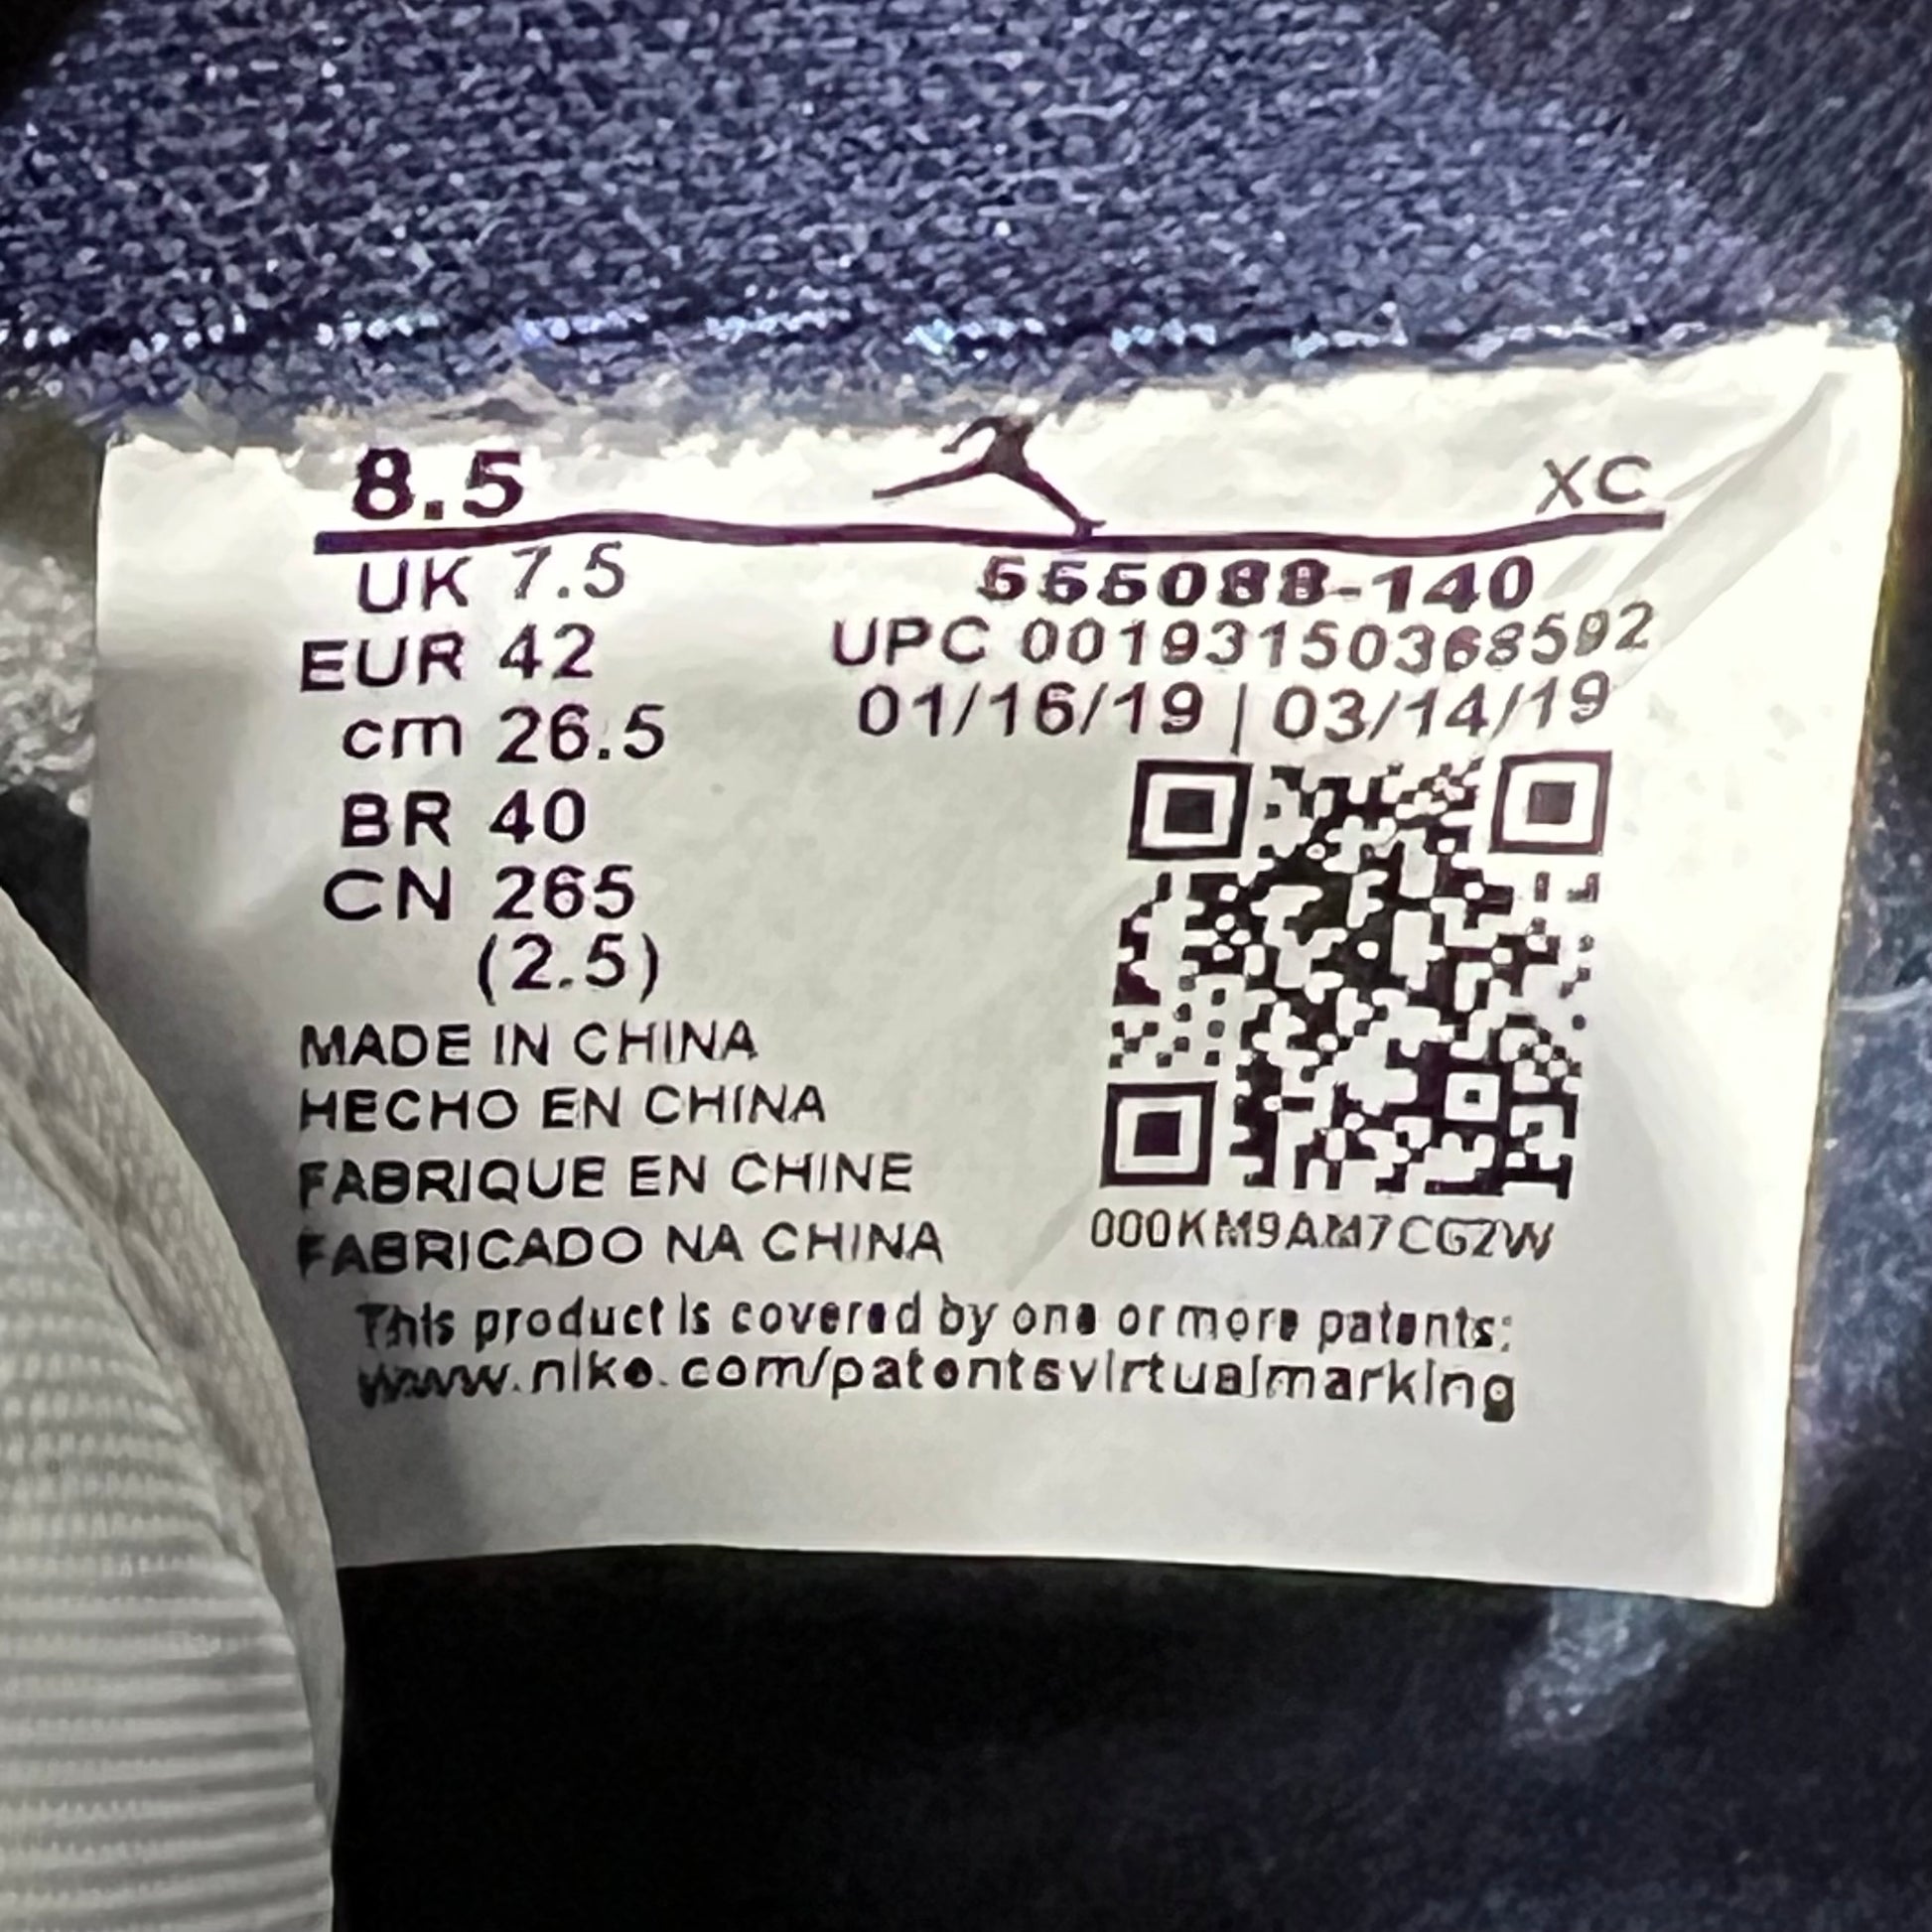 8.5 XC
UK 7.5 555088-140
EUR 42 UPC 00193150368592
cm 26.5 01/16/19 | 03/14/19
BR 40
CN 265
(2.5)
MADE IN CHINA
HECHO EN CHINA
FABRIQUE EN CHINE
FABRICADO NA CHINA
000KM9AM7CG2W
This product is covered by one or more patents:
www.nike.com/patentsvirtualmarking